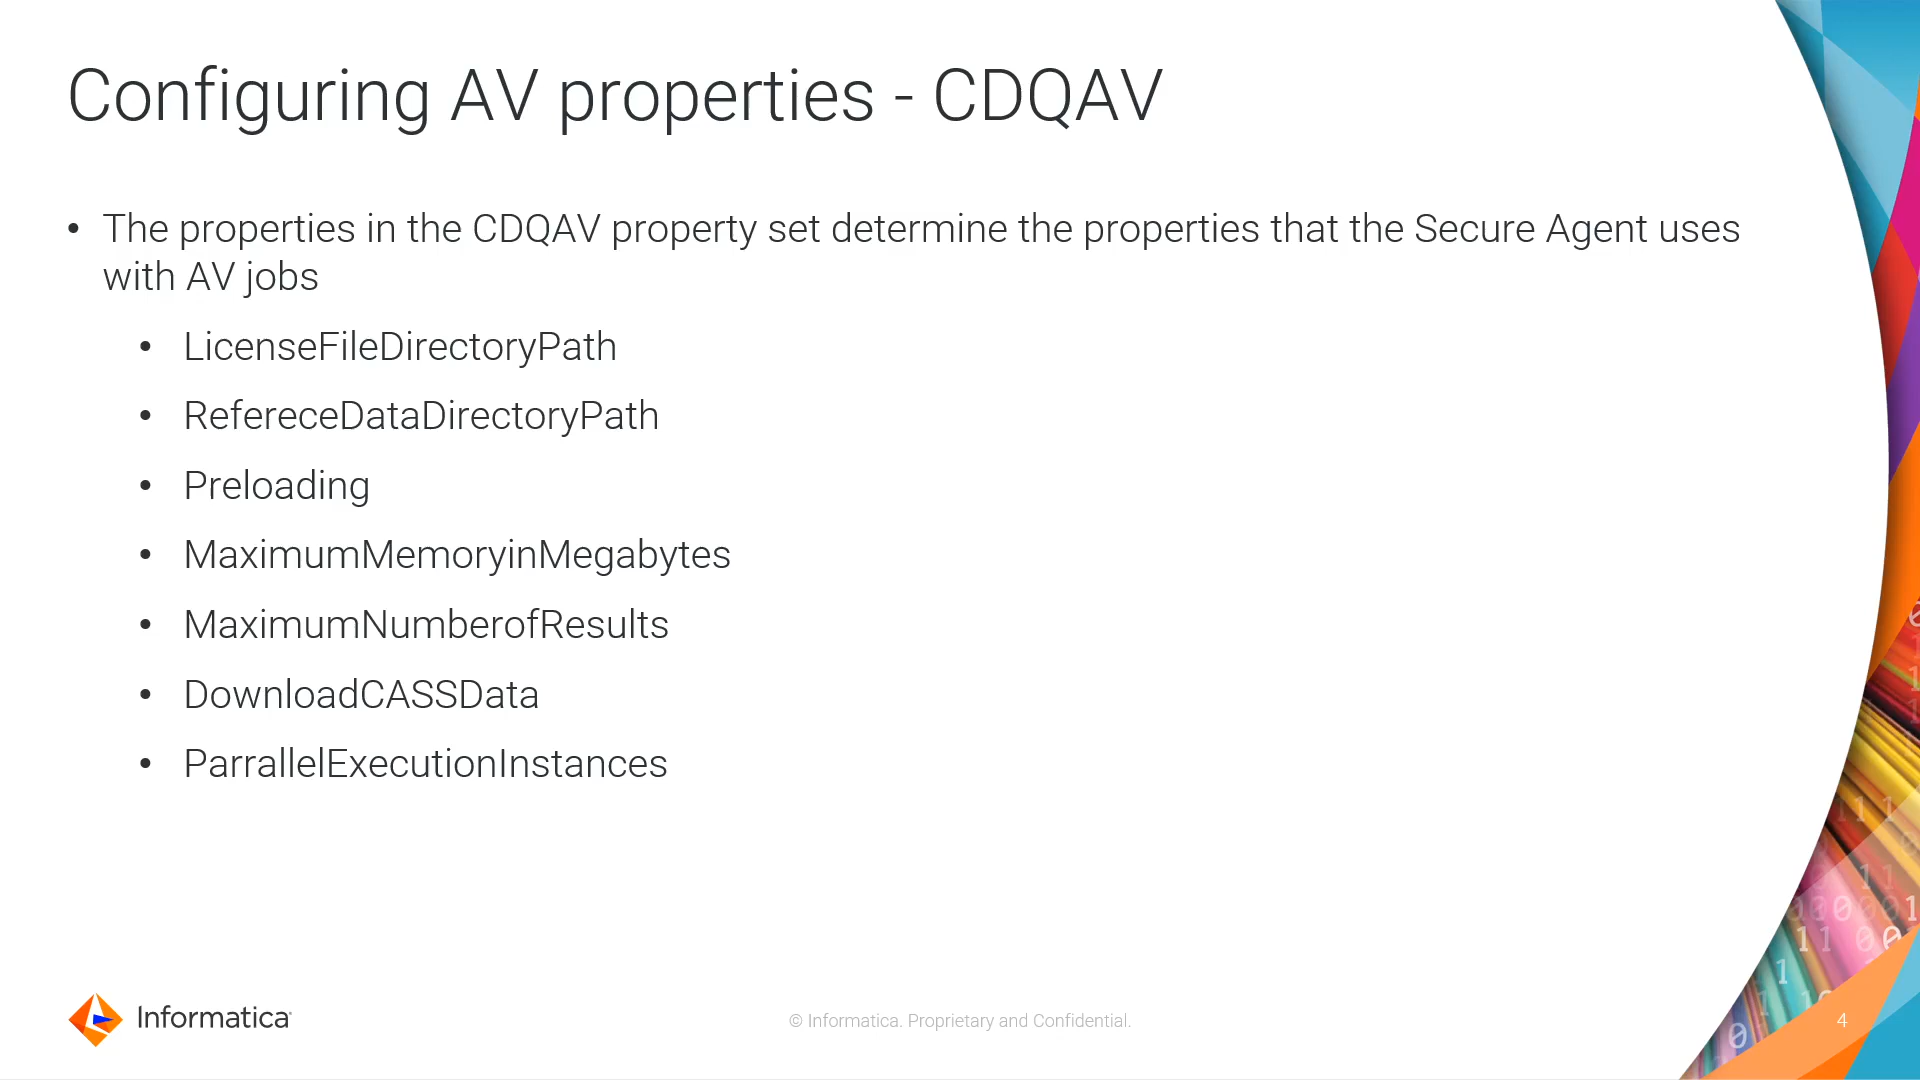 Configuring AV properties - CDQAV
• The properties in the CDQAV property set determine the properties that the Secure Agent uses
with AV jobs
• LicenseFileDirectoryPath
• RefereceDataDirectoryPath
• Preloading
• MaximumMemoryinMegabytes
• MaximumNumberofResults
• DownloadCASSData
• ParrallelExecutionInstances
Informatica
© Informatica. Proprietary and Confidential.
4